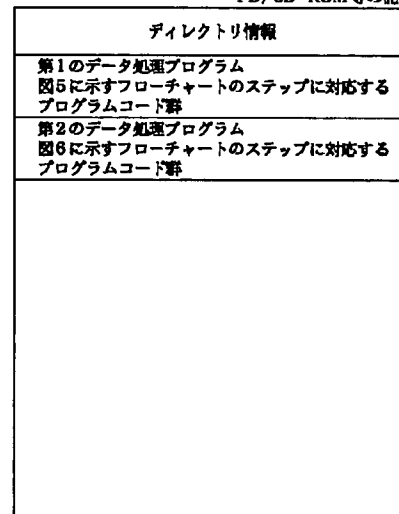 ディレクトリ情報
第1のデータ処理プログラム
図5に示すフローチャートのステップに対応する
プログラムコード群
第2のデータ処理プログラム
図6に示すフローチャートのステップに対応する
プログラムコード群